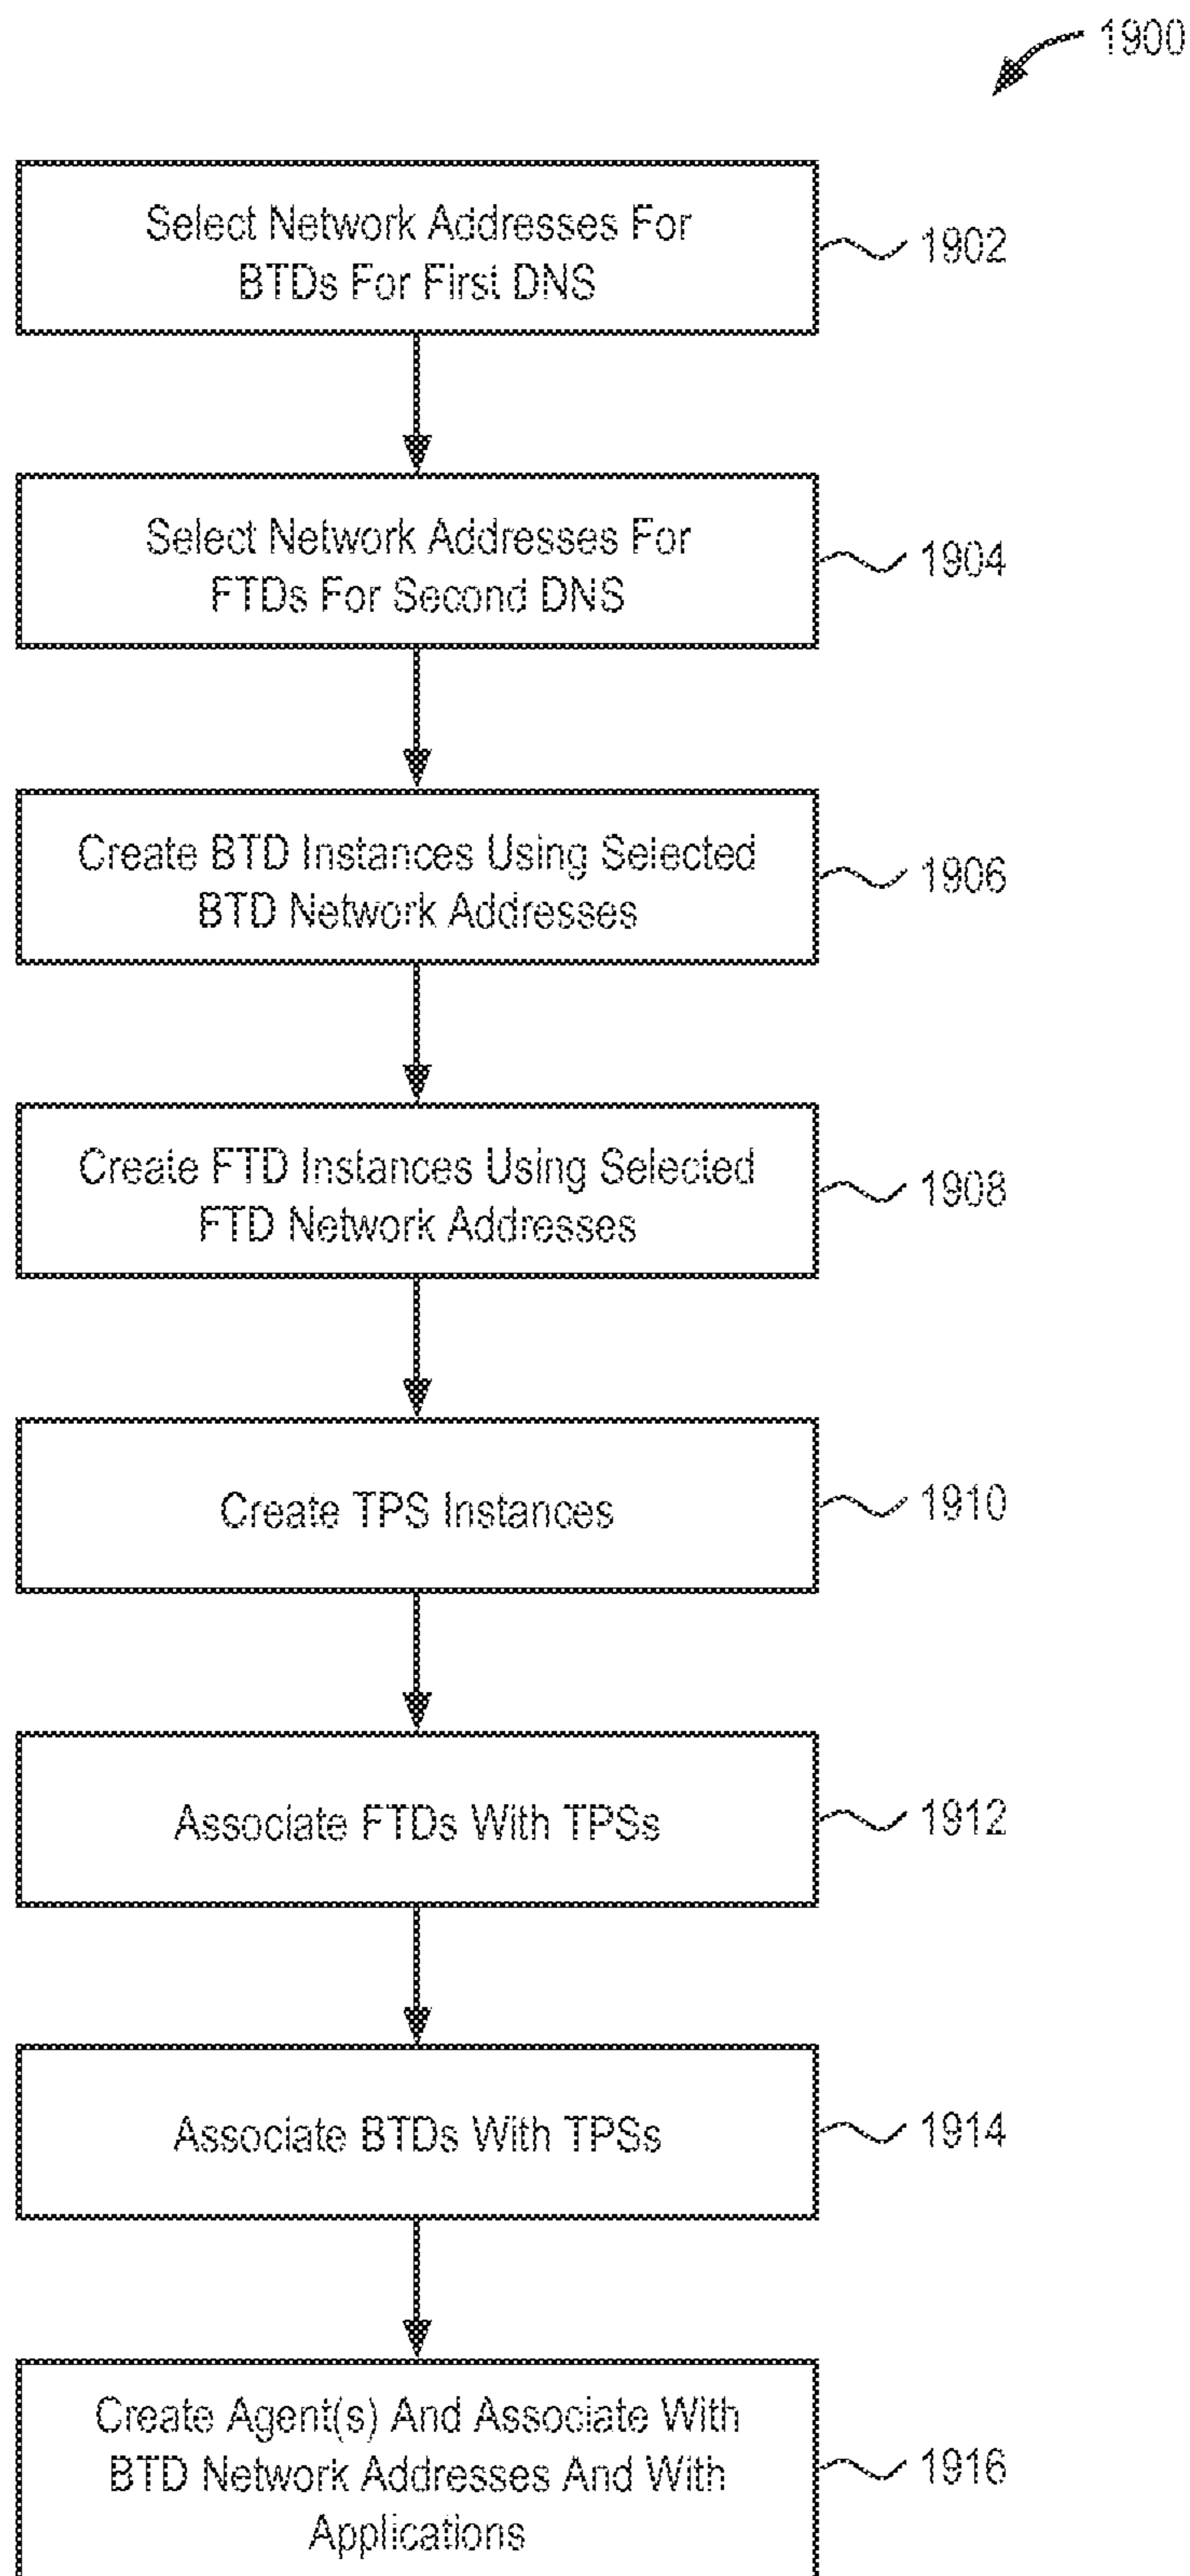 1900
Select Network Addresses For
BTDs For First DNS
1902
Select Network Addresses For
FTDs For Second DNS
1904
Create BTD Instances Using Selected
BTD Network Addresses
1906
Create FTD Instances Using Selected
FTD Network Addresses
1908
Create TPS Instances
1910
Associate FTDs With TPSs
1912
Associate BTDs With TPSs
1914
Create Agent(s) And Associate With
BTD Network Addresses And With
Applications
1916